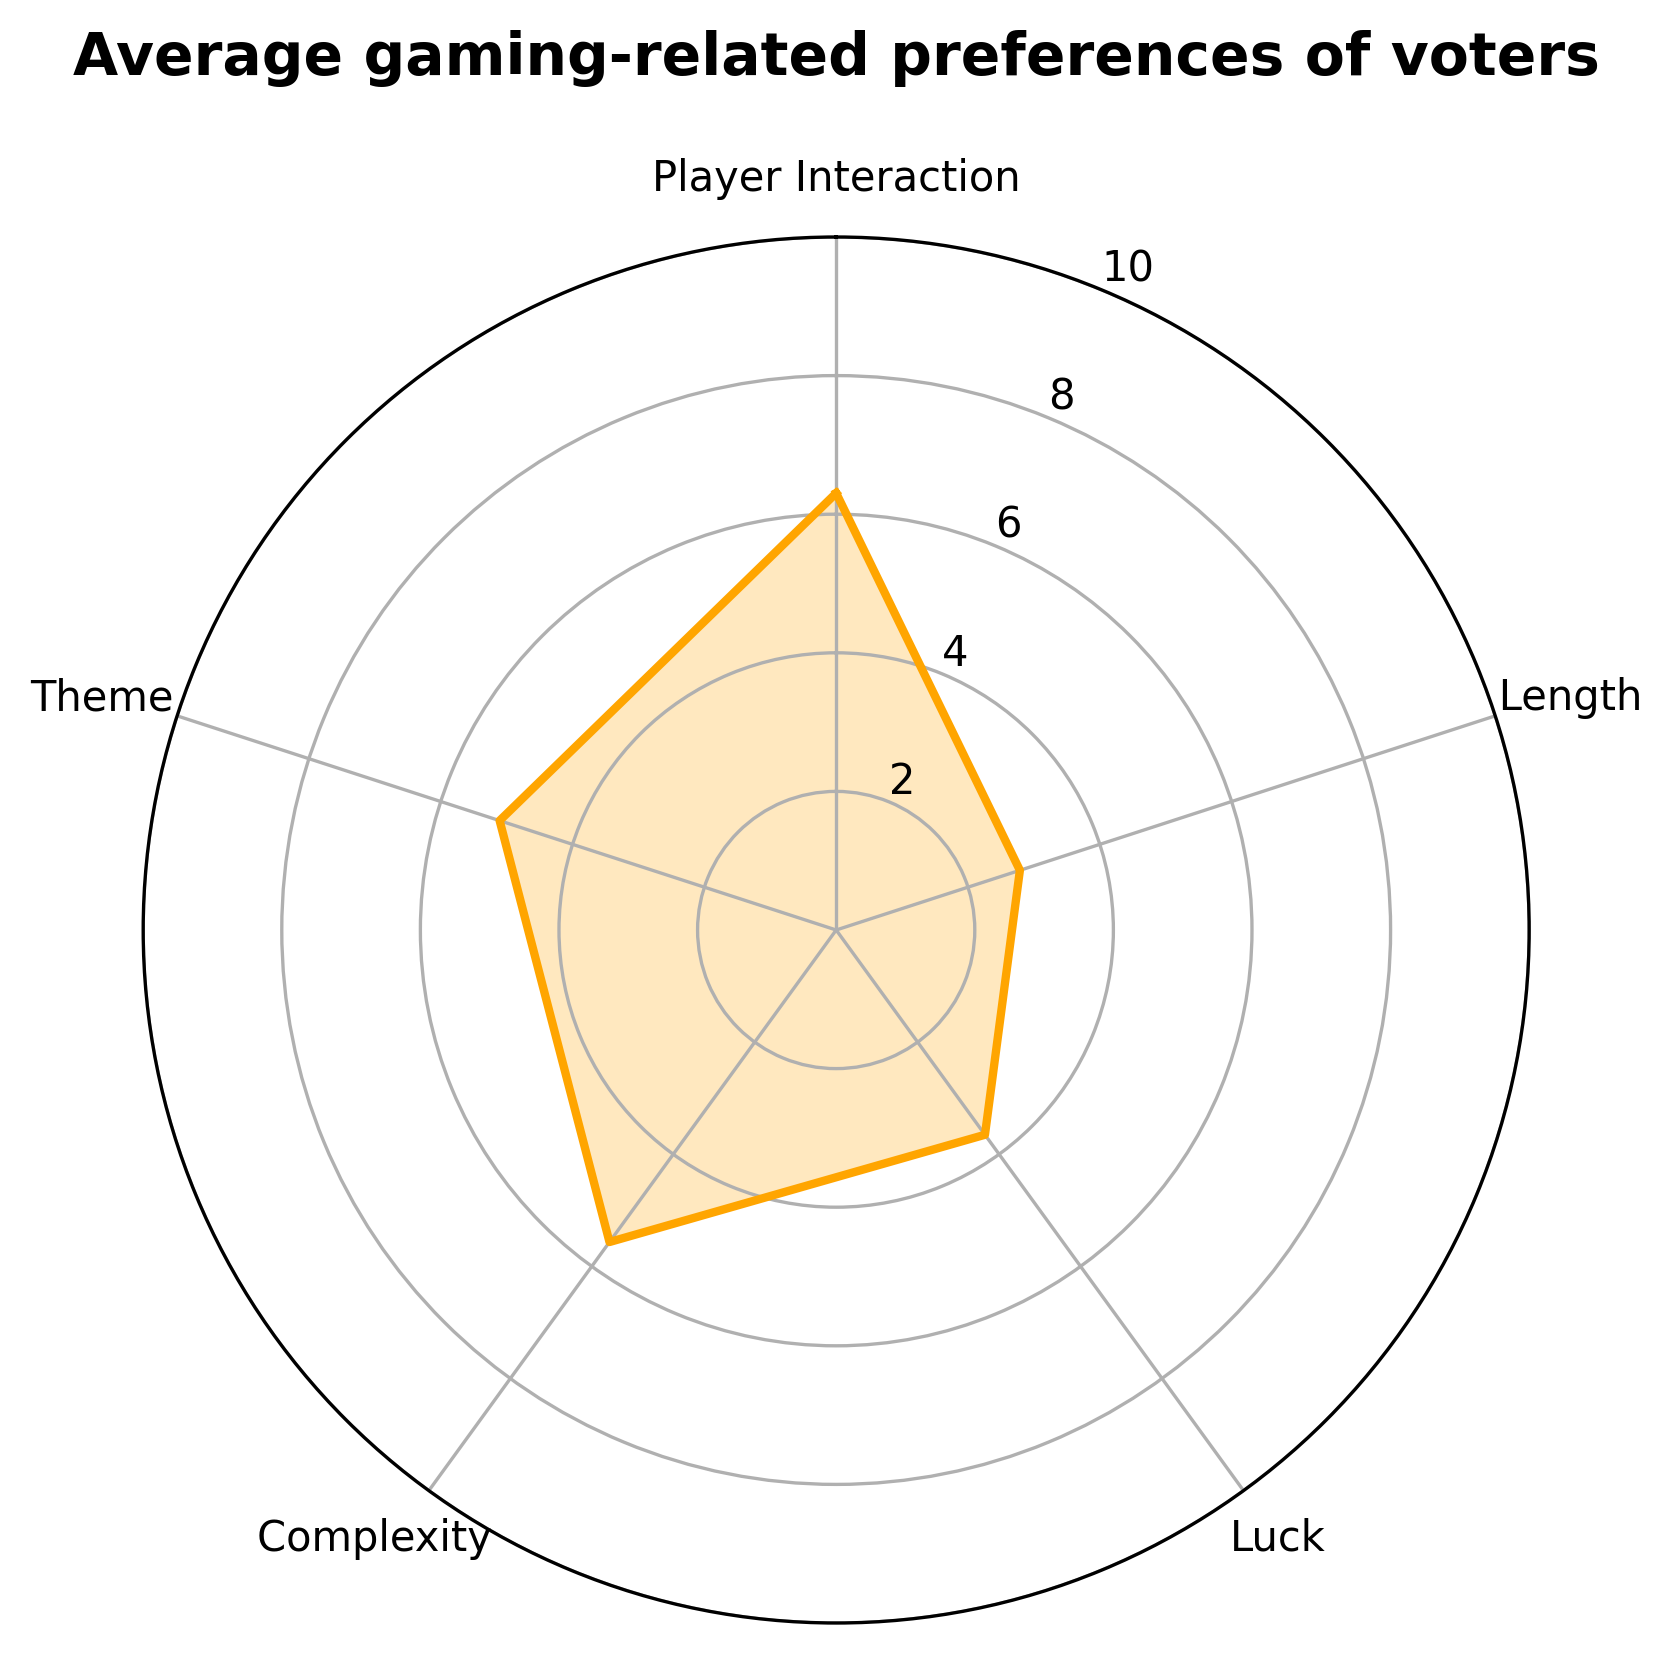 Average gaming-related preferences of voters
Player Interaction
10
8
6
4
2
Theme
Length
Complexity
Luck